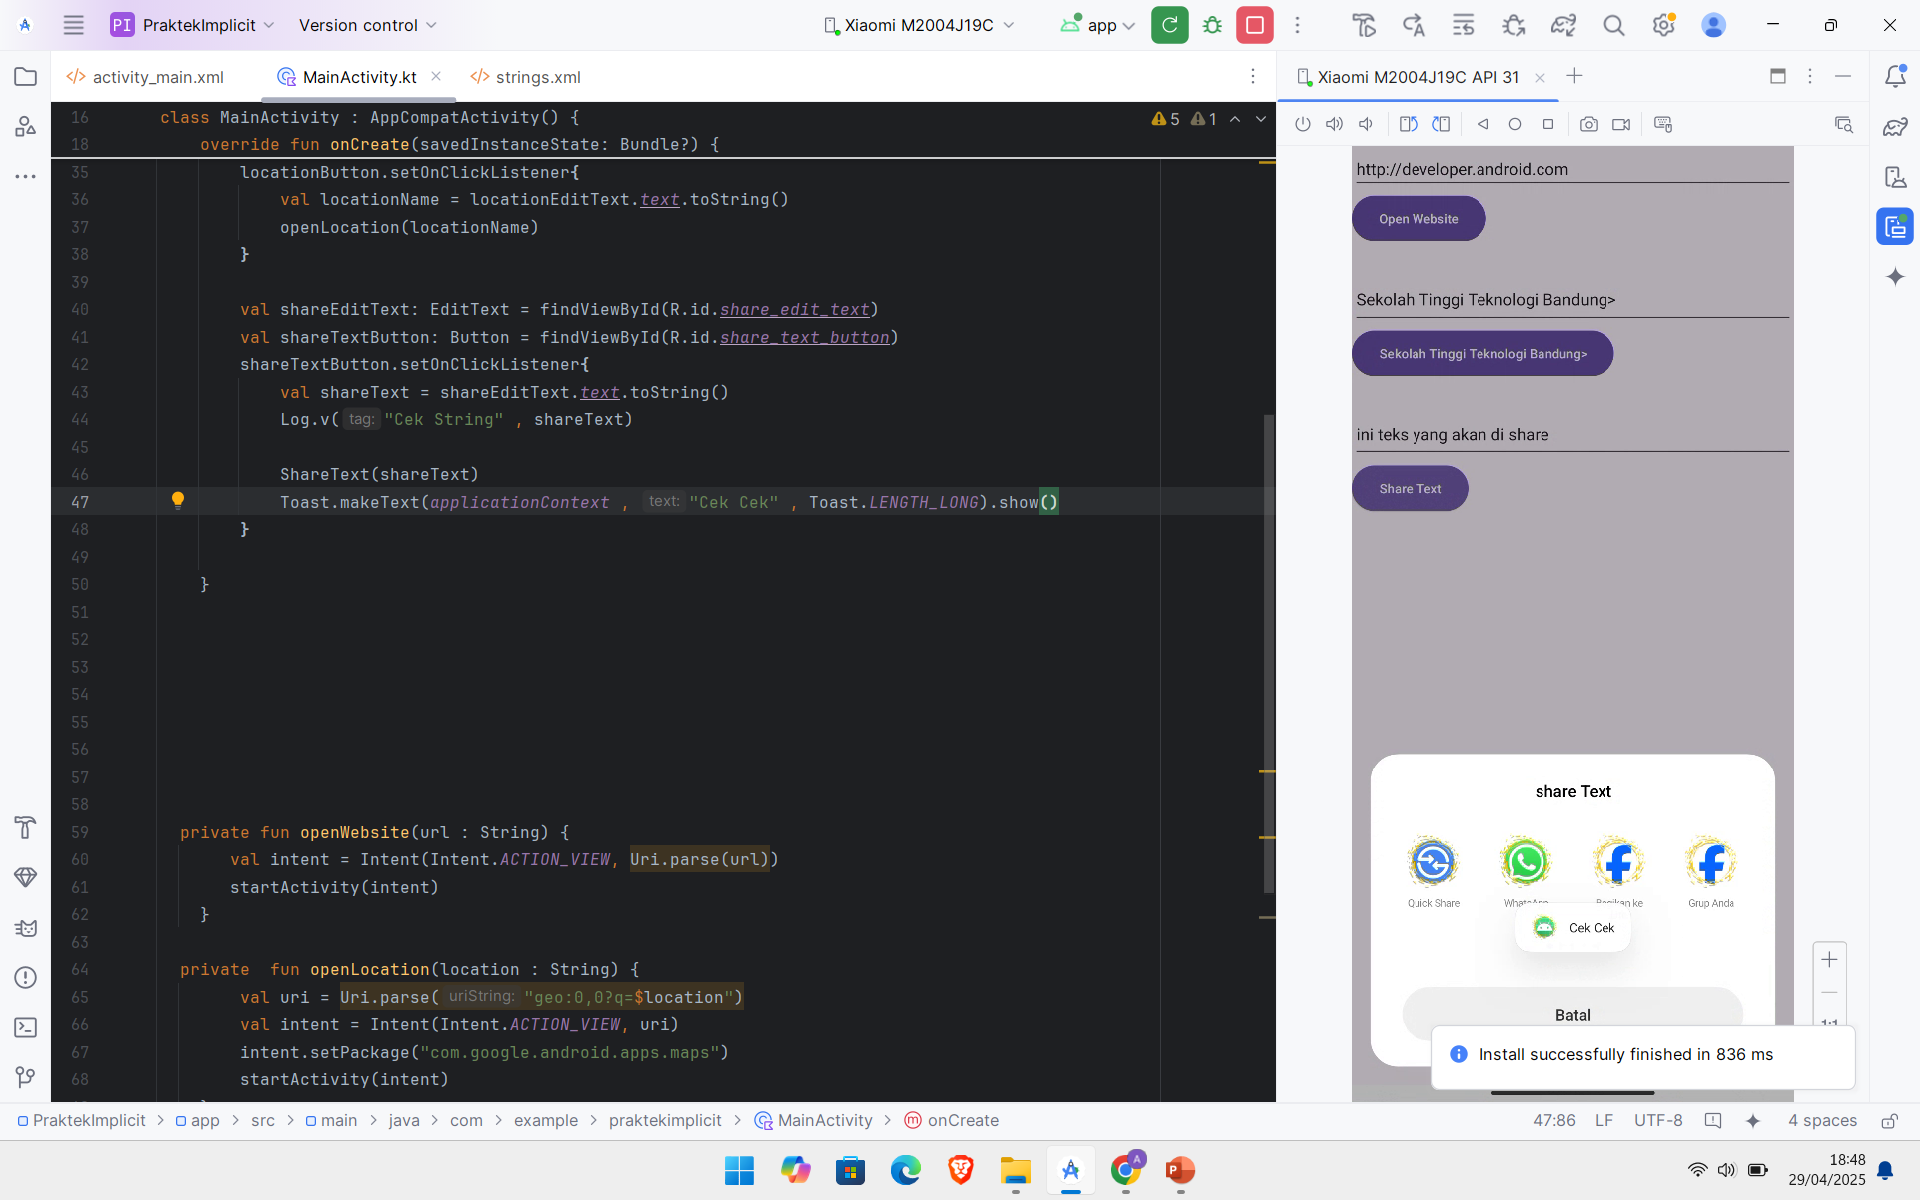 PI PraktekImplicit Version control Xiaomi M2004J19C app
activity_main.xml MainActivity.kt strings.xml
Xiaomi M2004J19C API 31
16 class MainActivity : AppCompatActivity() {
5 1
18 override fun onCreate(savedInstanceState: Bundle?) {
35 locationButton.setOnClickListener{
36 val locationName = locationEditText.text.toString()
37 openLocation(locationName)
38 }
39
40 val shareEditText: EditText = findViewById(R.id.share_edit_text)
41 val shareTextButton: Button = findViewById(R.id.share_text_button)
42 shareTextButton.setOnClickListener{
43 val shareText = shareEditText.text.toString()
44 Log.v( tag: "Cek String" , shareText)
45
46 ShareText(shareText)
47 Toast.makeText(applicationContext , text: "Cek Cek" , Toast.LENGTH_LONG).show()
48 }
49
50 }
51
52
53
54
55
56
57
58
59 private fun openWebsite(url : String) {
60 val intent = Intent(Intent.ACTION_VIEW, Uri.parse(url))
61 startActivity(intent)
62 }
63
64 private fun openLocation(location : String) {
65 val uri = Uri.parse( uriString: "geo:0,0?q=$location")
66 val intent = Intent(Intent.ACTION_VIEW, uri)
67 intent.setPackage("com.google.android.apps.maps")
68 startActivity(intent)
http://developer.android.com
Open Website
Sekolah Tinggi Teknologi Bandung>
Sekolah Tinggi Teknologi Bandung>
ini teks yang akan di share
Share Text
share Text
Quick Share WhatsApp Bagikan ke Grup Anda
Cek Cek
Batal
1:1
Install successfully finished in 836 ms
PraktekImplicit > app > src > main > java > com > example > praktekimplicit > MainActivity > onCreate
47:86 LF UTF-8 4 spaces
A
18:48
29/04/2025